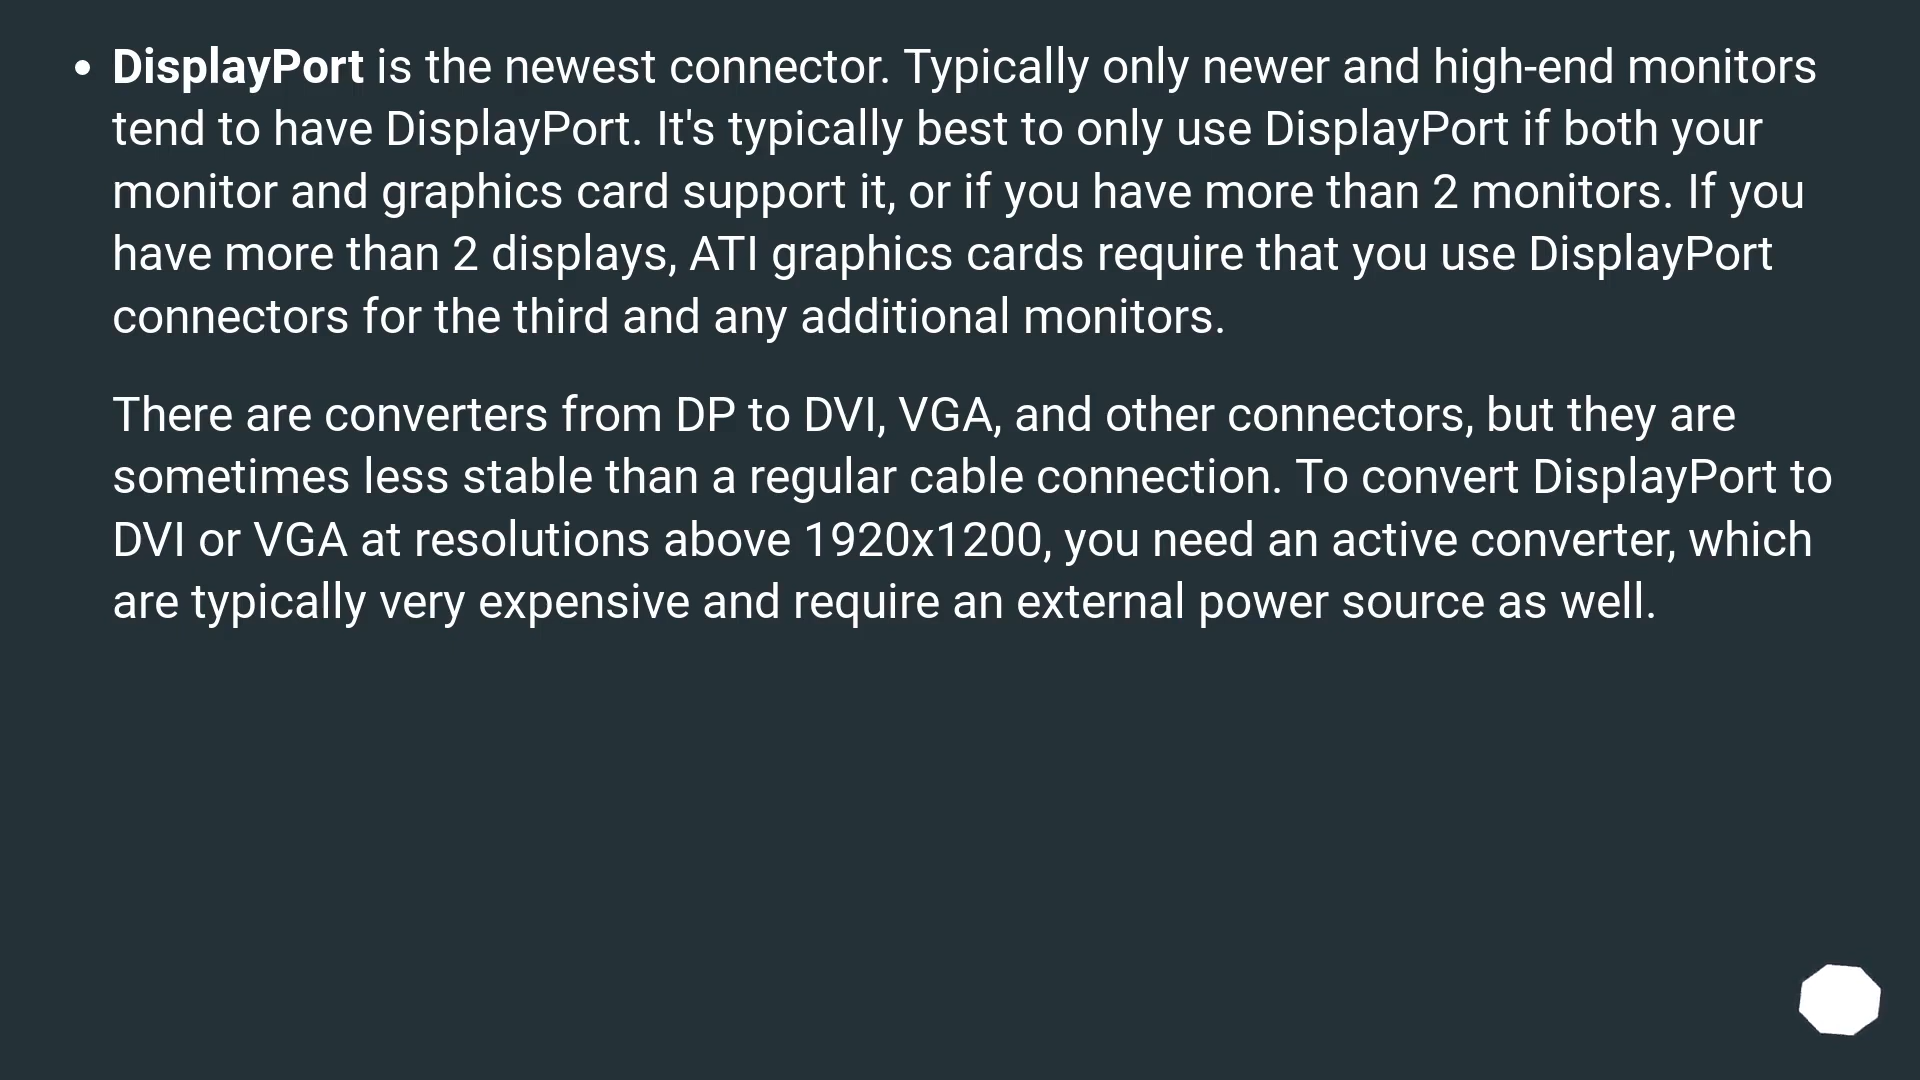 • DisplayPort is the newest connector. Typically only newer and high-end monitors
tend to have DisplayPort. It's typically best to only use DisplayPort if both your
monitor and graphics card support it, or if you have more than 2 monitors. If you
have more than 2 displays, ATI graphics cards require that you use DisplayPort
connectors for the third and any additional monitors.
There are converters from DP to DVI, VGA, and other connectors, but they are
sometimes less stable than a regular cable connection. To convert DisplayPort to
DVI or VGA at resolutions above 1920x1200, you need an active converter, which
are typically very expensive and require an external power source as well.